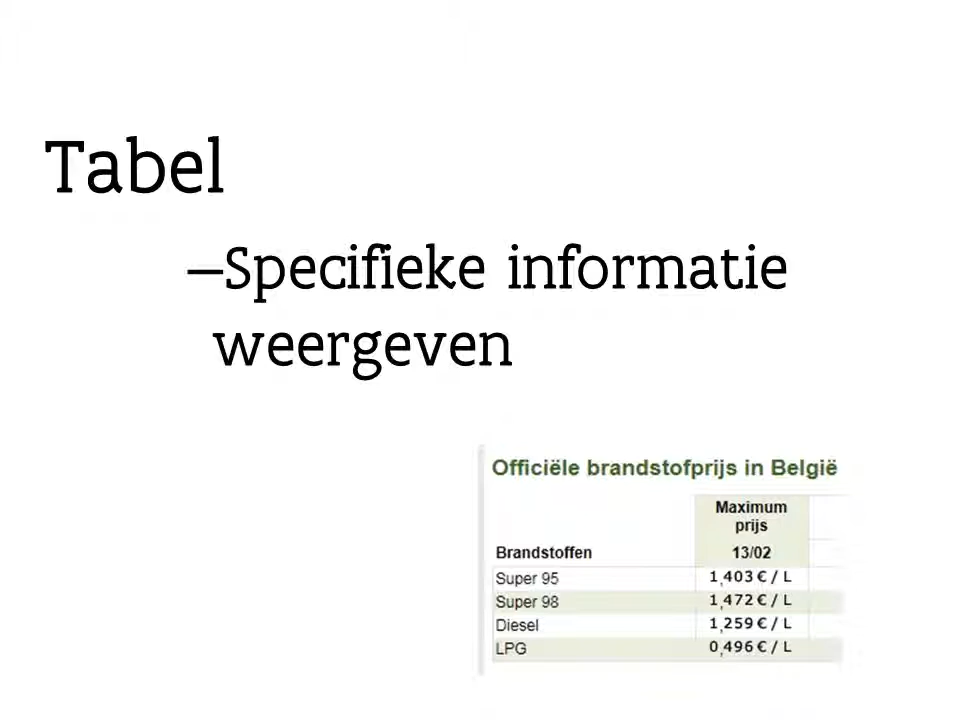 Tabel
–Specifieke informatie
weergeven
Officiële brandstofprijs in België
Maximum
prijs
Brandstoffen 13/02
Super 95 1,403 € / L
Super 98 1,472 € / L
Diesel 1,259 € / L
LPG 0,496 € / L